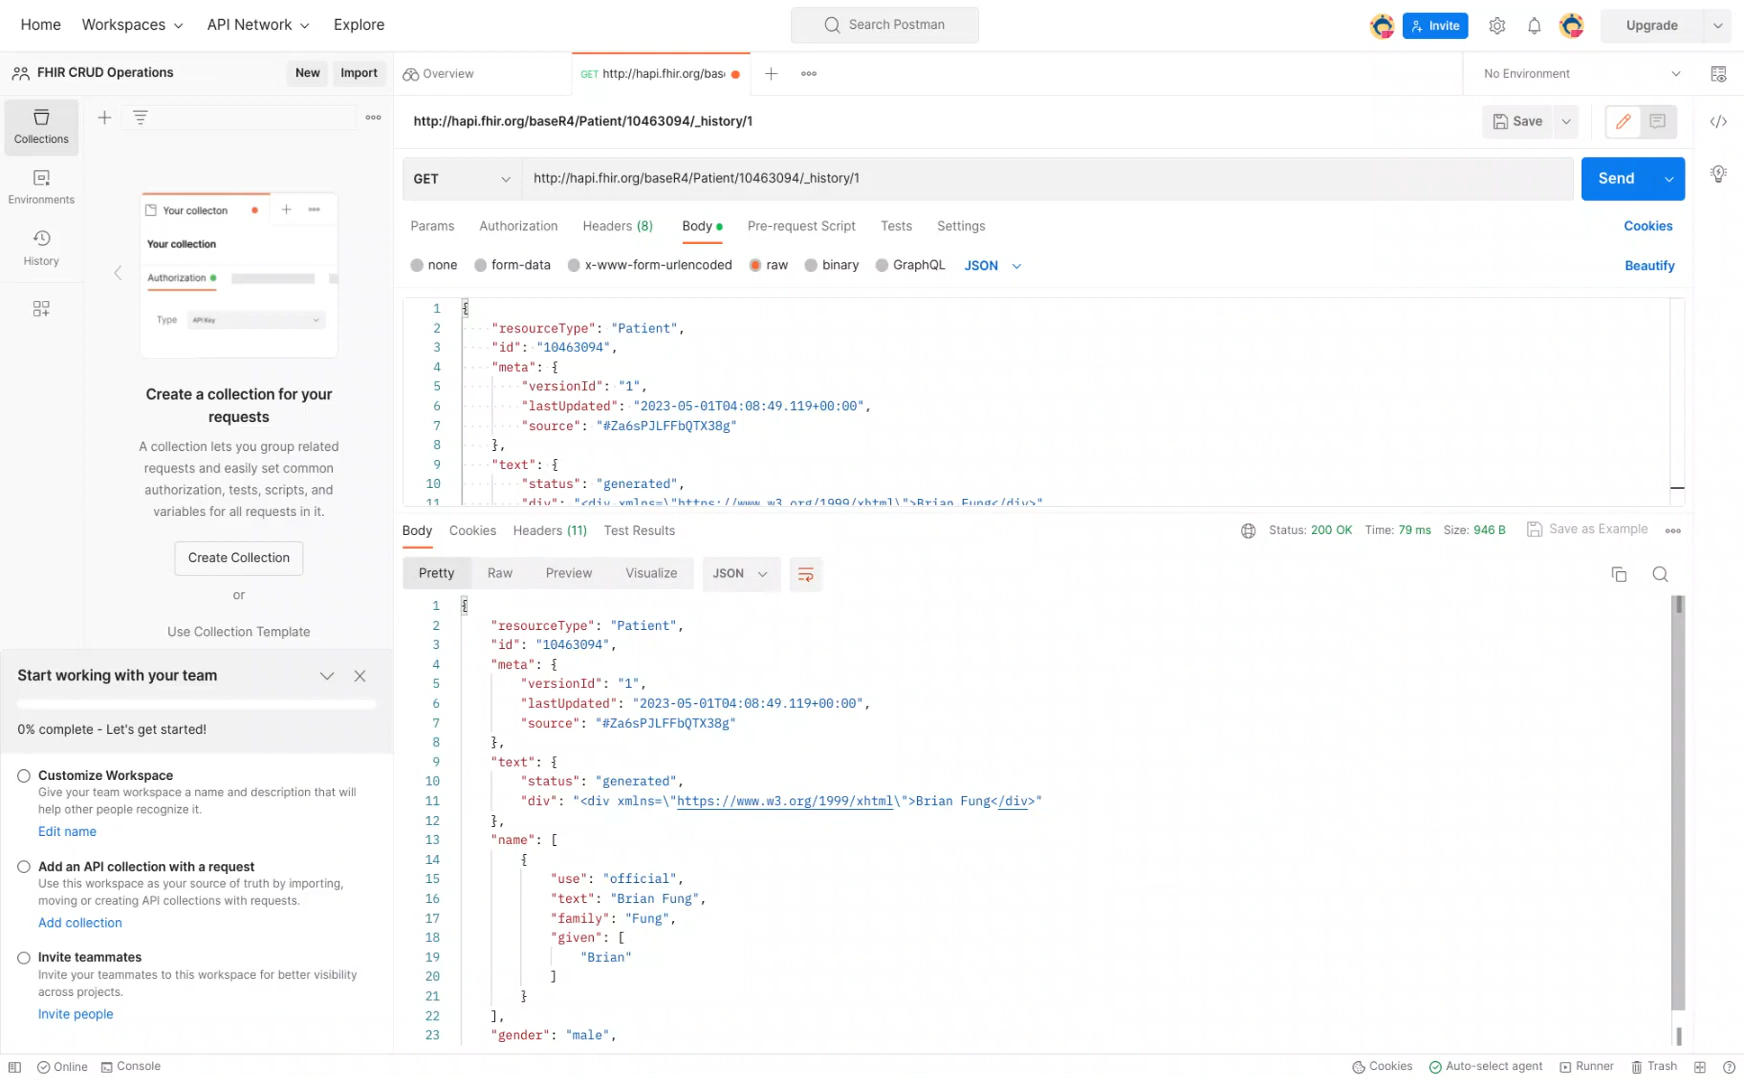 Home Workspaces API Network Explore Search Postman Invite Upgrade
FHIR CRUD Operations New Import Overview GET http://hapi.fhir.org/bas No Environment
http://hapi.fhir.org/baseR4/Patient/10463094/_history/1 Save
Collections
Environments
History
Your collecton
Your collection
Authorization
Type API Key
Create a collection for your
requests
A collection lets you group related
requests and easily set common
authorization, tests, scripts, and
variables for all requests in it.
Create Collection
or
Use Collection Template
Start working with your team
0% complete - Let's get started!
Customize Workspace
Give your team workspace a name and description that will
help other people recognize it.
Edit name
Add an API collection with a request
Use this workspace as your source of truth by importing,
moving or creating API collections with requests.
Add collection
Invite teammates
Invite your teammates to this workspace for better visibility
across projects.
Invite people
GET http://hapi.fhir.org/baseR4/Patient/10463094/_history/1 Send
Params Authorization Headers (8) Body Pre-request Script Tests Settings Cookies
none form-data x-www-form-urlencoded raw binary GraphQL JSON Beautify
1 {
2 "resourceType": "Patient",
3 "id": "10463094",
4 "meta": {
5 "versionId": "1",
6 "lastUpdated": "2023-05-01T04:08:49.119+00:00",
7 "source": "#Za6sPJLFFbQTX38g"
8 },
9 "text": {
10 "status": "generated",
11 "div": "<div xmlns=\"https://www.w3.org/1999/xhtml\">Brian Fung</div>"
Body Cookies Headers (11) Test Results Status: 200 OK Time: 79 ms Size: 946 B Save as Example
Pretty Raw Preview Visualize JSON
1 {
2 "resourceType": "Patient",
3 "id": "10463094",
4 "meta": {
5 "versionId": "1",
6 "lastUpdated": "2023-05-01T04:08:49.119+00:00",
7 "source": "#Za6sPJLFFbQTX38g"
8 },
9 "text": {
10 "status": "generated",
11 "div": "<div xmlns=\"https://www.w3.org/1999/xhtml\">Brian Fung</div>"
12 },
13 "name": [
14 {
15 "use": "official",
16 "text": "Brian Fung",
17 "family": "Fung",
18 "given": [
19 "Brian"
20 ]
21 }
22 ],
23 "gender": "male",
Online Console Cookies Auto-select agent Runner Trash